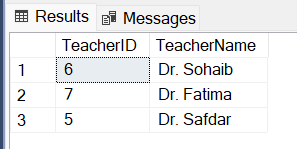 Results Messages
TeacherID TeacherName
1 6 Dr. Sohaib
2 7 Dr. Fatima
3 5 Dr. Safdar